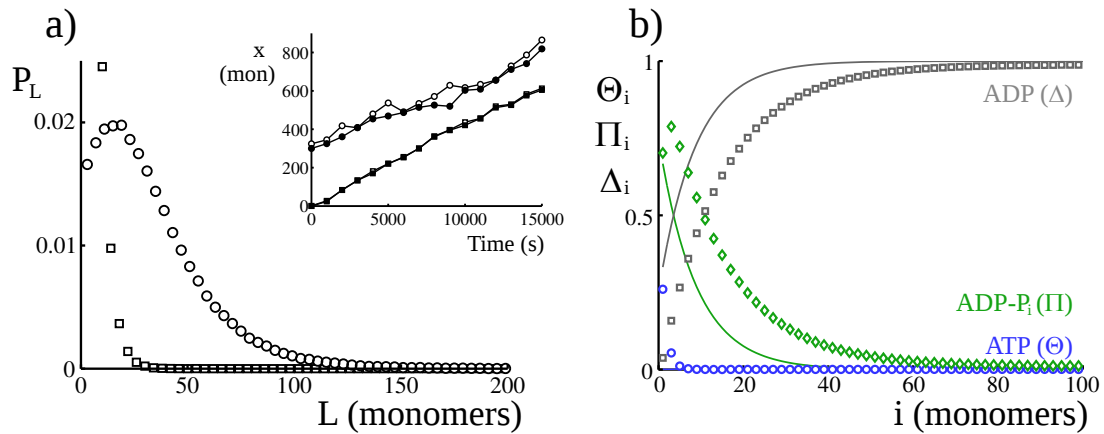 a)
P_L
0.02
0.01
0
0
50
100
150
200
L (monomers)
x
(mon)
800
600
400
200
0
0
5000
10000
15000
Time (s)
b)
1
0.5
0
Θ_i
Π_i
Δ_i
ADP (Δ)
ADP-P_i (Π)
ATP (Θ)
0
20
40
60
80
100
i (monomers)